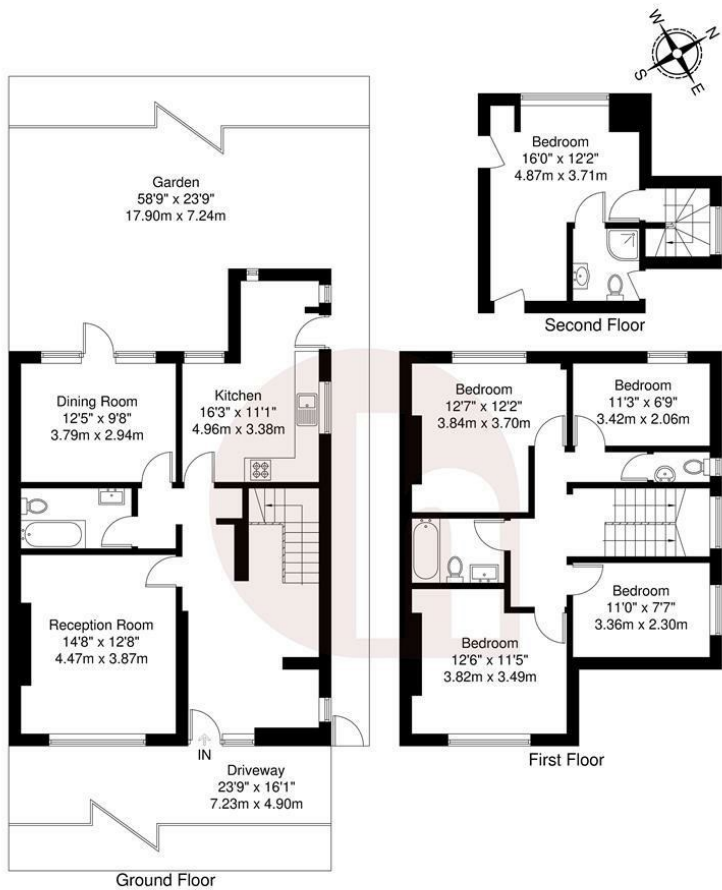 W
N
S
E
Bedroom
16'0" x 12'2"
4.87m x 3.71m
Second Floor
Garden
58'9" x 23'9"
17.90m x 7.24m
Dining Room
12'5" x 9'8"
3.79m x 2.94m
Kitchen
16'3" x 11'1"
4.96m x 3.38m
Reception Room
14'8" x 12'8"
4.47m x 3.87m
IN
Driveway
23'9" x 16'1"
7.23m x 4.90m
Ground Floor
Bedroom
12'7" x 12'2"
3.84m x 3.70m
Bedroom
11'3" x 6'9"
3.42m x 2.06m
Bedroom
11'0" x 7'7"
3.36m x 2.30m
Bedroom
12'6" x 11'5"
3.82m x 3.49m
First Floor